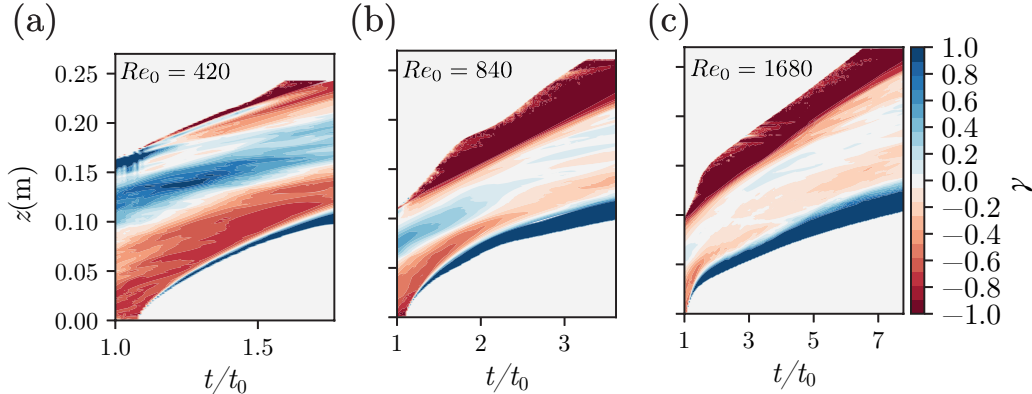 (a)
(b)
(c)
Re₀ = 420
Re₀ = 840
Re₀ = 1680
z(m)
0.25
0.20
0.15
0.10
0.05
0.00
1.0
1.5
t/t₀
1
2
3
t/t₀
1
3
5
7
t/t₀
1.0
0.8
0.6
0.4
0.2
0.0
−0.2
−0.4
−0.6
−0.8
−1.0
γ